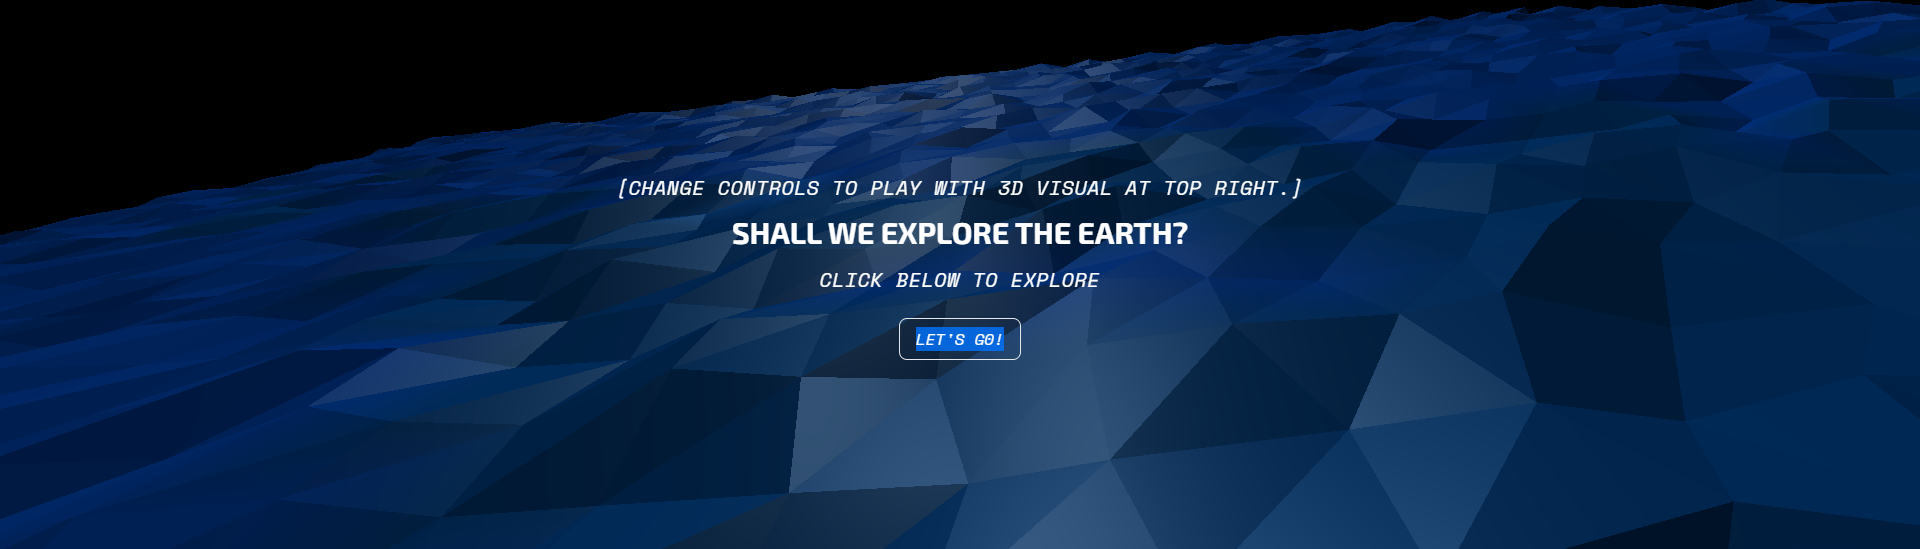 [CHANGE CONTROLS TO PLAY WITH 3D VISUAL AT TOP RIGHT.]
SHALL WE EXPLORE THE EARTH?
CLICK BELOW TO EXPLORE
LET'S GO!